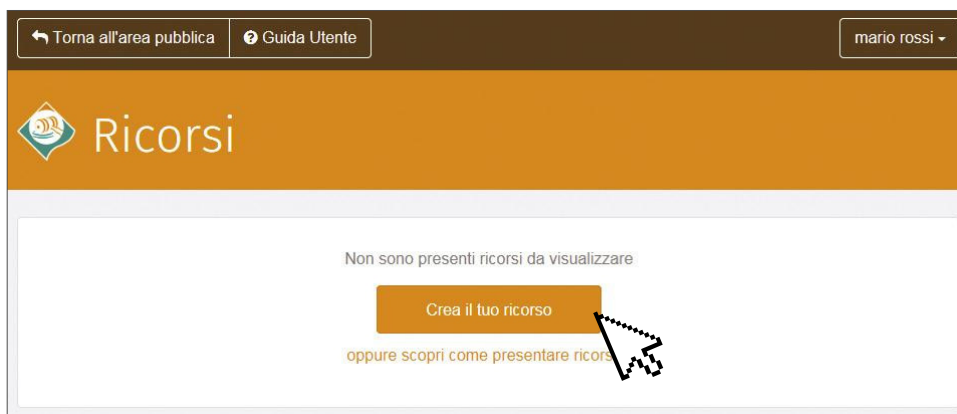 Torna all'area pubblica Guida Utente mario rossi
Ricorsi
Non sono presenti ricorsi da visualizzare
Crea il tuo ricorso
oppure scopri come presentare